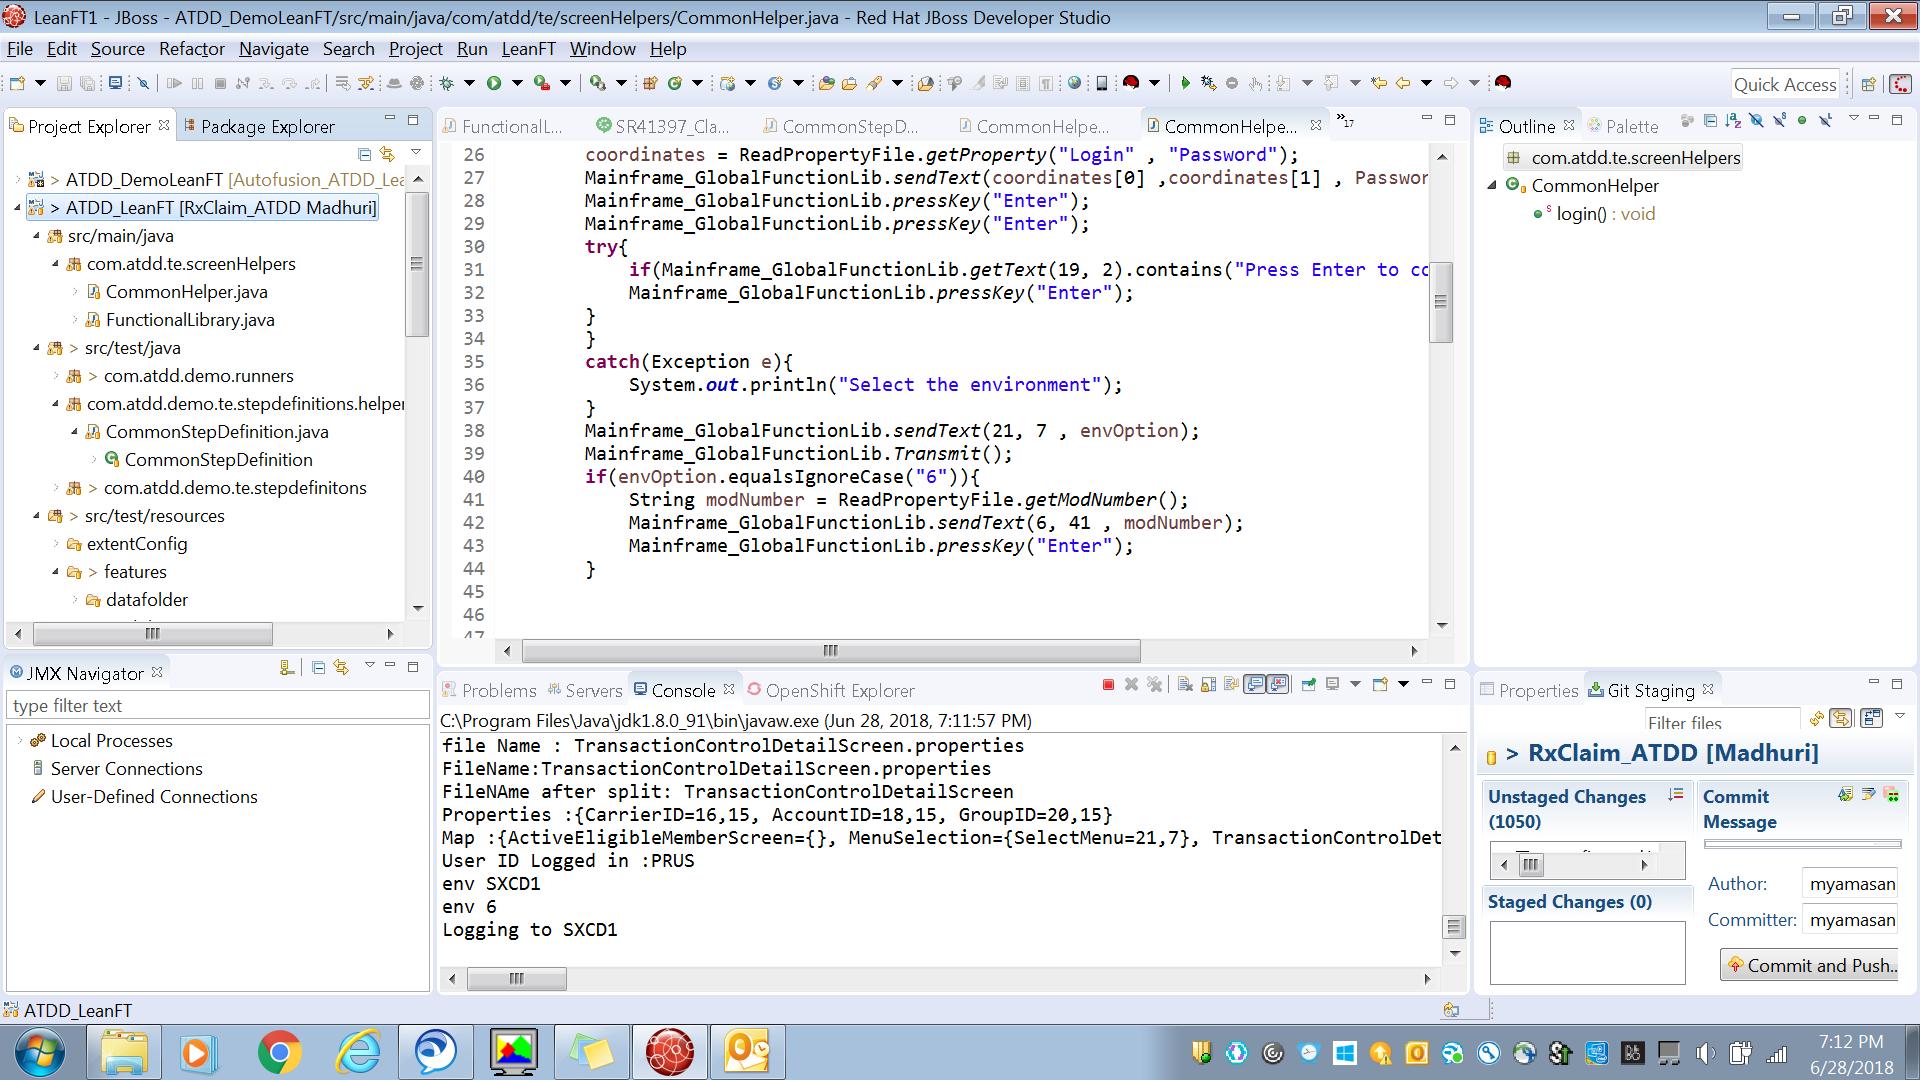 LeanFT1 - JBoss - ATDD_DemoLeanFT/src/main/java/com/atdd/te/screenHelpers/CommonHelper.java - Red Hat JBoss Developer Studio
File Edit Source Refactor Navigate Search Project Run LeanFT Window Help
Quick Access
Project Explorer
Package Explorer
ATDD_DemoLeanFT [Autofusion_ATDD_Lea
> ATDD_LeanFT [RxClaim_ATDD Madhuri]
src/main/java
com.atdd.te.screenHelpers
CommonHelper.java
FunctionalLibrary.java
> src/test/java
> com.atdd.demo.runners
com.atdd.demo.te.stepdefinitions.helper
CommonStepDefinition.java
CommonStepDefinition
> com.atdd.demo.te.stepdefinitons
> src/test/resources
extentConfig
> features
datafolder
FunctionalL...
SR41397_Cla...
CommonStepD...
CommonHelpe...
CommonHelpe...
»17
26 coordinates = ReadPropertyFile.getProperty("Login" , "Password");
27 Mainframe_GlobalFunctionLib.sendText(coordinates[0] ,coordinates[1] , Passwor
28 Mainframe_GlobalFunctionLib.pressKey("Enter");
29 Mainframe_GlobalFunctionLib.pressKey("Enter");
30 try{
31 if(Mainframe_GlobalFunctionLib.getText(19, 2).contains("Press Enter to co
32 Mainframe_GlobalFunctionLib.pressKey("Enter");
33 }
34 }
35 catch(Exception e){
36 System.out.println("Select the environment");
37 }
38 Mainframe_GlobalFunctionLib.sendText(21, 7 , envOption);
39 Mainframe_GlobalFunctionLib.Transmit();
40 if(envOption.equalsIgnoreCase("6")){
41 String modNumber = ReadPropertyFile.getModNumber();
42 Mainframe_GlobalFunctionLib.sendText(6, 41 , modNumber);
43 Mainframe_GlobalFunctionLib.pressKey("Enter");
44 }
45
46
47
Outline
Palette
com.atdd.te.screenHelpers
CommonHelper
login() : void
JMX Navigator
type filter text
Local Processes
Server Connections
User-Defined Connections
Problems
Servers
Console
OpenShift Explorer
C:\Program Files\Java\jdk1.8.0_91\bin\javaw.exe (Jun 28, 2018, 7:11:57 PM)
file Name : TransactionControlDetailScreen.properties
FileName:TransactionControlDetailScreen.properties
FileNAme after split: TransactionControlDetailScreen
Properties :{CarrierID=16,15, AccountID=18,15, GroupID=20,15}
Map :{ActiveEligibleMemberScreen={}, MenuSelection={SelectMenu=21,7}, TransactionControlDet
User ID Logged in :PRUS
env SXCD1
env 6
Logging to SXCD1
Properties
Git Staging
Filter files
> RxClaim_ATDD [Madhuri]
Unstaged Changes (1050)
Staged Changes (0)
Commit Message
Author: myamasan
Committer: myamasan
Commit and Push..
ATDD_LeanFT
7:12 PM
6/28/2018